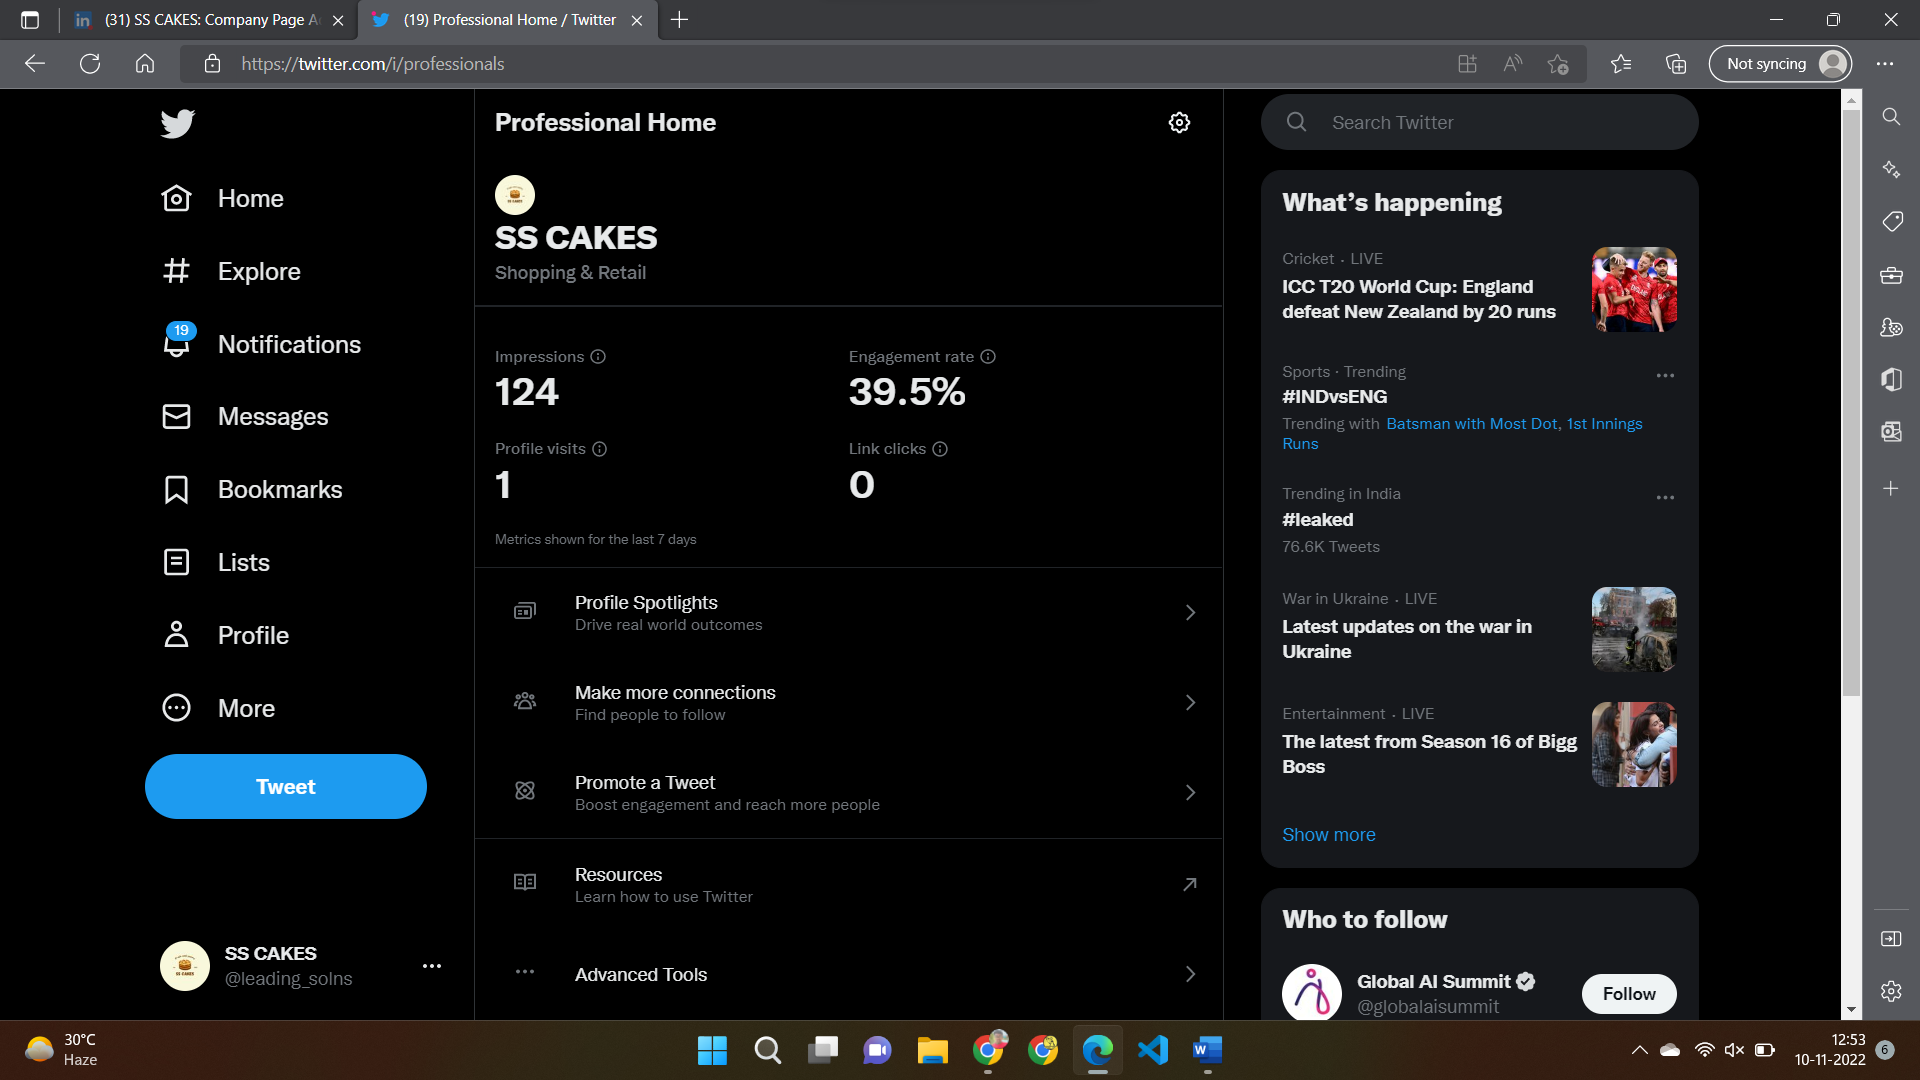 (31) SS CAKES: Company Page A
(19) Professional Home / Twitter
https://twitter.com/i/professionals
Not syncing
Home
Explore
19
Notifications
Messages
Bookmarks
Lists
Profile
More
Tweet
SS CAKES
@leading_solns
Professional Home
SS CAKES
Shopping & Retail
Impressions
124
Engagement rate
39.5%
Profile visits
1
Link clicks
0
Metrics shown for the last 7 days
Profile Spotlights
Drive real world outcomes
Make more connections
Find people to follow
Promote a Tweet
Boost engagement and reach more people
Resources
Learn how to use Twitter
Advanced Tools
Search Twitter
What’s happening
Cricket · LIVE
ICC T20 World Cup: England
defeat New Zealand by 20 runs
Sports · Trending
#INDvsENG
Trending with Batsman with Most Dot, 1st Innings
Runs
Trending in India
#leaked
76.6K Tweets
War in Ukraine · LIVE
Latest updates on the war in
Ukraine
Entertainment · LIVE
The latest from Season 16 of Bigg
Boss
Show more
Who to follow
Global AI Summit
@globalaisummit
Follow
30°C
Haze
12:53
10-11-2022
6